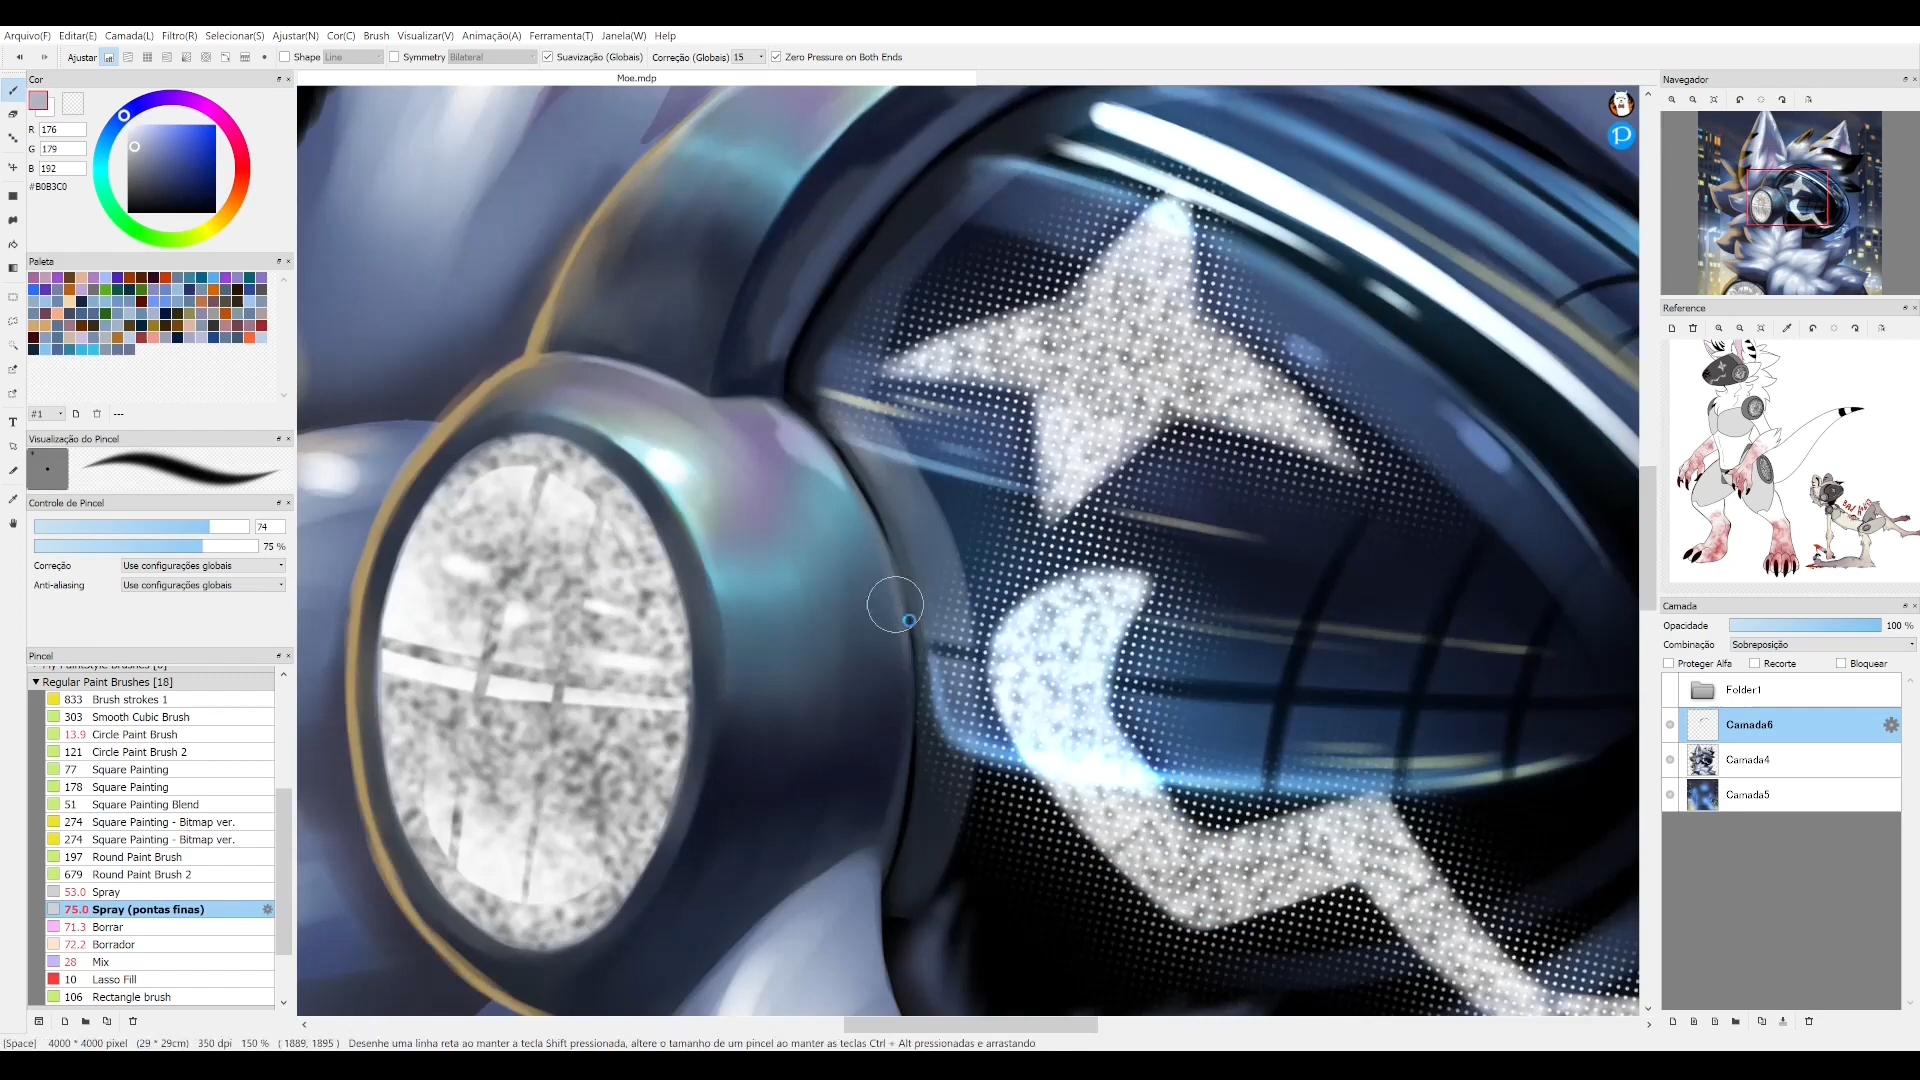 Arquivo(F) Editar(E) Camada(L) Filtro(R) Selecionar(S) Ajustar(N) Cor(C) Brush Visualizar(V) Animação(A) Ferramenta(T) Janela(W) Help
Ajustar Shape Line Symmetry Bilateral Suavização (Globais) Correção (Globais) 15 Zero Pressure on Both Ends
Moe.mdp
Cor
R 176
G 179
B 192
#B0B3C0
Paleta
#1 ---
Visualização do Pincel
Controle de Pincel
74
75 %
Correção Use configurações globais
Anti-aliasing Use configurações globais
Pincel
Regular Paint Brushes [18]
833 Brush strokes 1
303 Smooth Cubic Brush
13.9 Circle Paint Brush
121 Circle Paint Brush 2
77 Square Painting
178 Square Painting
51 Square Painting Blend
274 Square Painting - Bitmap ver.
274 Square Painting - Bitmap ver.
197 Round Paint Brush
679 Round Paint Brush 2
53.0 Spray
75.0 Spray (pontas finas)
71.3 Borrar
72.2 Borrador
28 Mix
10 Lasso Fill
106 Rectangle brush
Navegador
Reference
Camada
Opacidade 100 %
Combinação Sobreposição
Proteger Alfa Recorte Bloquear
Folder1
Camada6
Camada4
Camada5
[Space] 4000 * 4000 pixel (29 * 29cm) 350 dpi 150 % ( 1889, 1895 ) Desenhe uma linha reta ao manter a tecla Shift pressionada, altere o tamanho de um pincel ao manter as teclas Ctrl + Alt pressionadas e arrastando